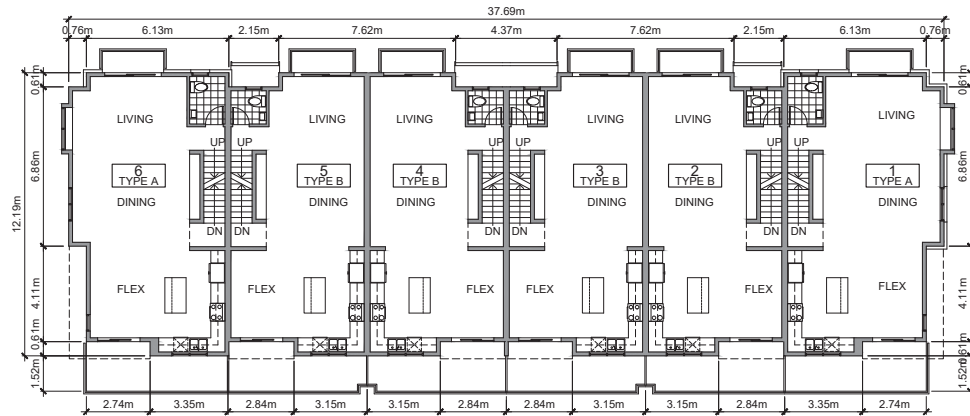 37.69m
0.76m 6.13m 2.15m 7.62m 4.37m 7.62m 2.15m 6.13m 0.76m
0.61m 0.61m
LIVING LIVING LIVING LIVING LIVING LIVING
UP UP UP UP UP UP
6.86m 6.86m
12.19m
6 5 4 3 2 1
TYPE A TYPE B TYPE B TYPE B TYPE B TYPE A
DINING DINING DINING DINING DINING DINING
DN DN DN DN DN DN
4.11m 4.11m
FLEX FLEX FLEX FLEX FLEX FLEX
0.61m 0.61m
1.52m 1.52m
2.74m 3.35m 2.84m 3.15m 3.15m 2.84m 2.84m 3.15m 3.15m 2.84m 3.35m 2.74m